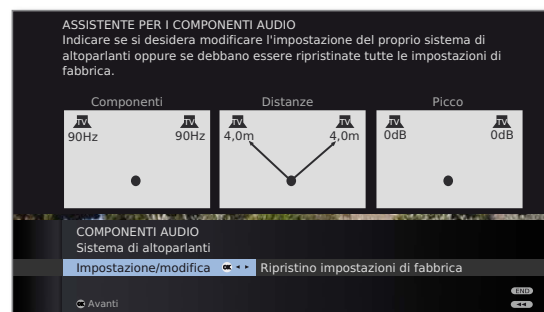 ASSISTENTE PER I COMPONENTI AUDIO
Indicare se si desidera modificare l'impostazione del proprio sistema di
altoparlanti oppure se debbano essere ripristinate tutte le impostazioni di
fabbrica.
Componenti Distanze Picco
TV TV TV TV TV TV
90Hz 90Hz 4,0m 4,0m 0dB 0dB
COMPONENTI AUDIO
Sistema di altoparlanti
Impostazione/modifica OK Ripristino impostazioni di fabbrica
END
OK Avanti